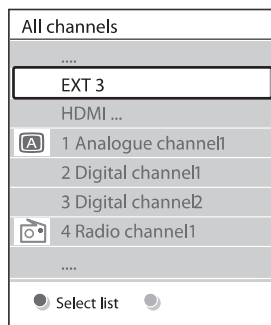 All channels
....
EXT 3
HDMI ...
A 1 Analogue channel1
2 Digital channel1
3 Digital channel2
4 Radio channel1
....
Select list